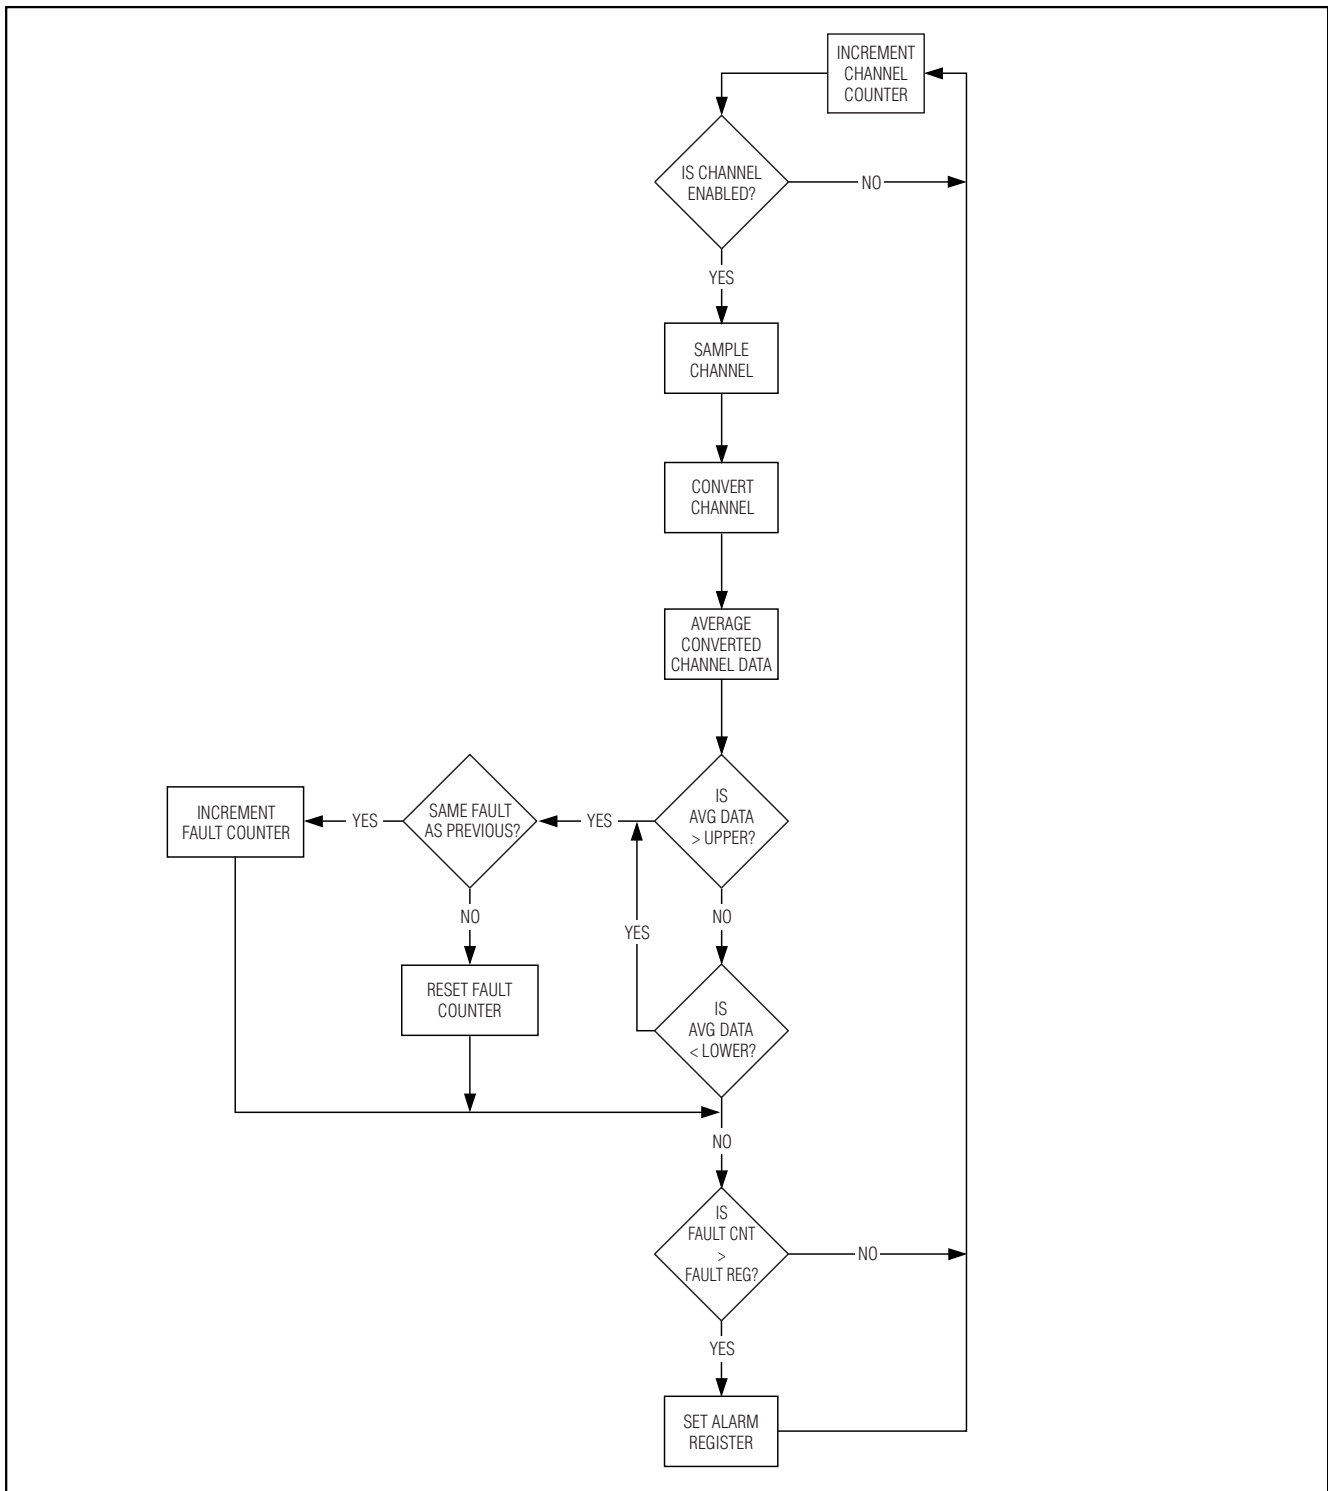 INCREMENT
CHANNEL
COUNTER
IS CHANNEL
ENABLED?
NO
YES
SAMPLE
CHANNEL
CONVERT
CHANNEL
AVERAGE
CONVERTED
CHANNEL DATA
IS
AVG DATA
> UPPER?
YES
SAME FAULT
AS PREVIOUS?
YES
INCREMENT
FAULT COUNTER
NO
RESET FAULT
COUNTER
NO
YES
IS
AVG DATA
< LOWER?
NO
IS
FAULT CNT
>
FAULT REG?
NO
YES
SET ALARM
REGISTER